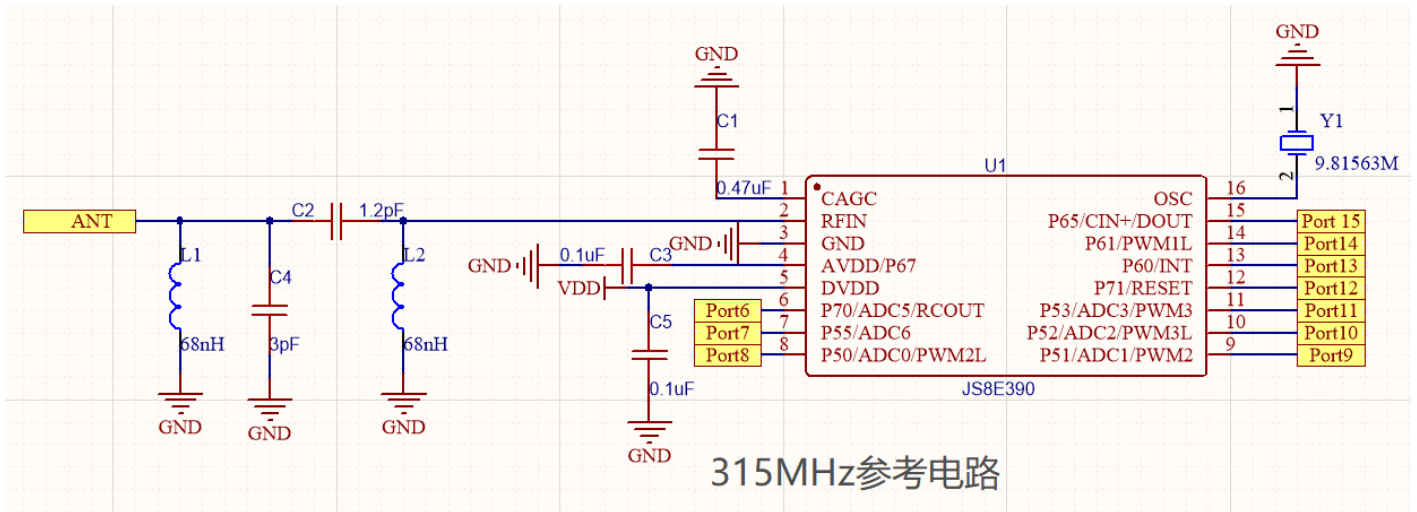 GND
GND
C1
1
Y1
U1
2
9.81563M
0.47uF 1
CAGC
OSC
16
ANT
C2
1.2pF
2
RFIN
P65/CIN+/DOUT
15
Port 15
GND
3
GND
P61/PWM1L
14
Port14
L1
L2
0.1uF
C3
GND
4
AVDD/P67
P60/INT
13
Port13
C4
VDD
5
DVDD
P71/RESET
12
Port12
Port6
6
P70/ADC5/RCOUT
P53/ADC3/PWM3
11
Port11
C5
Port7
7
P55/ADC6
P52/ADC2/PWM3L
10
Port10
68nH
3pF
68nH
Port8
8
P50/ADC0/PWM2L
P51/ADC1/PWM2
9
Port9
0.1uF
JS8E390
GND
GND
GND
GND
315MHz参考电路